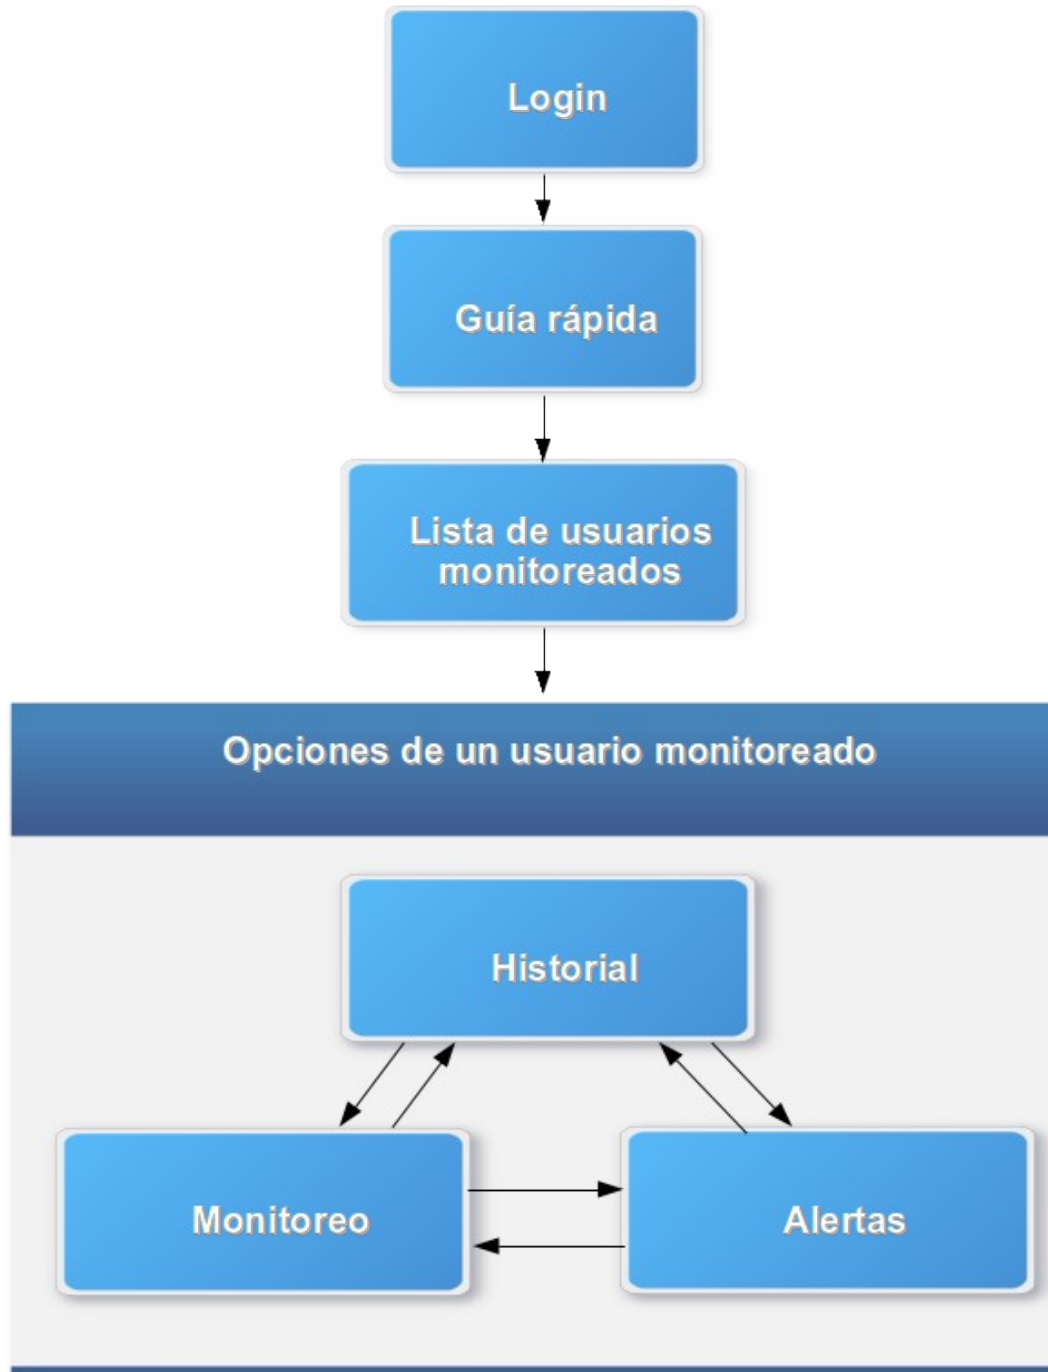 Login
Guía rápida
Lista de usuarios
monitoreados
Opciones de un usuario monitoreado
Historial
Monitoreo
Alertas